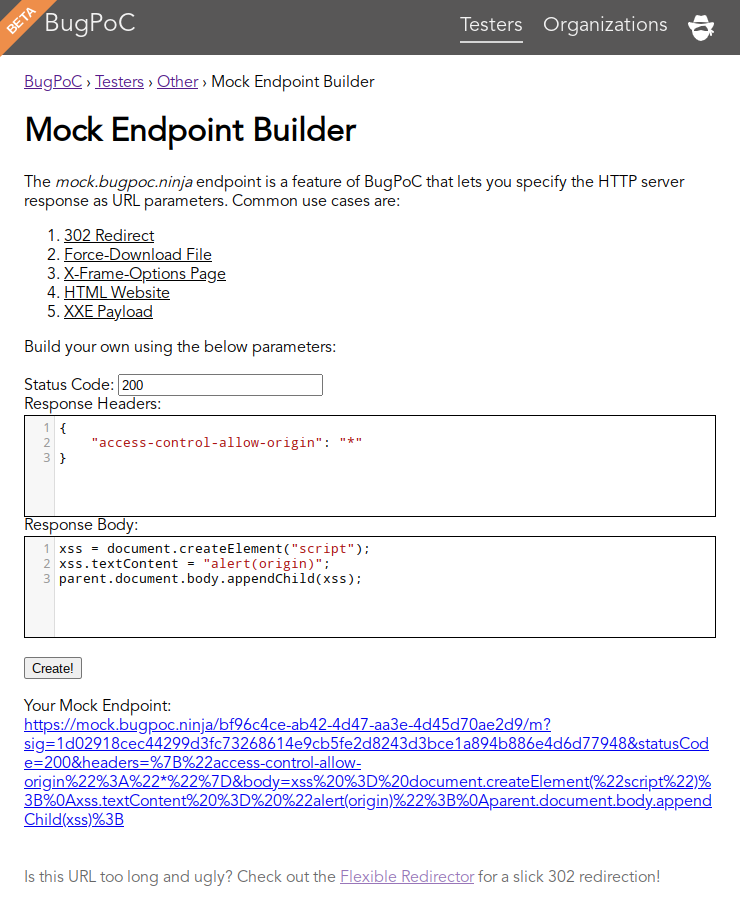 BETA
BugPoC
Testers Organizations
BugPoC › Testers › Other › Mock Endpoint Builder
Mock Endpoint Builder
The mock.bugpoc.ninja endpoint is a feature of BugPoC that lets you specify the HTTP server
response as URL parameters. Common use cases are:
1. 302 Redirect
2. Force-Download File
3. X-Frame-Options Page
4. HTML Website
5. XXE Payload
Build your own using the below parameters:
Status Code: 200
Response Headers:
1 {
2     "access-control-allow-origin": "*"
3 }
Response Body:
1 xss = document.createElement("script");
2 xss.textContent = "alert(origin)";
3 parent.document.body.appendChild(xss);
Create!
Your Mock Endpoint:
https://mock.bugpoc.ninja/bf96c4ce-ab42-4d47-aa3e-4d45d70ae2d9/m?
sig=1d02918cec44299d3fc73268614e9cb5fe2d8243d3bce1a894b886e4d6d77948&statusCod
e=200&headers=%7B%22access-control-allow-
origin%22%3A%22*%22%7D&body=xss%20%3D%20document.createElement(%22script%22)%
3B%0Axss.textContent%20%3D%20%22alert(origin)%22%3B%0Aparent.document.body.append
Child(xss)%3B
Is this URL too long and ugly? Check out the Flexible Redirector for a slick 302 redirection!